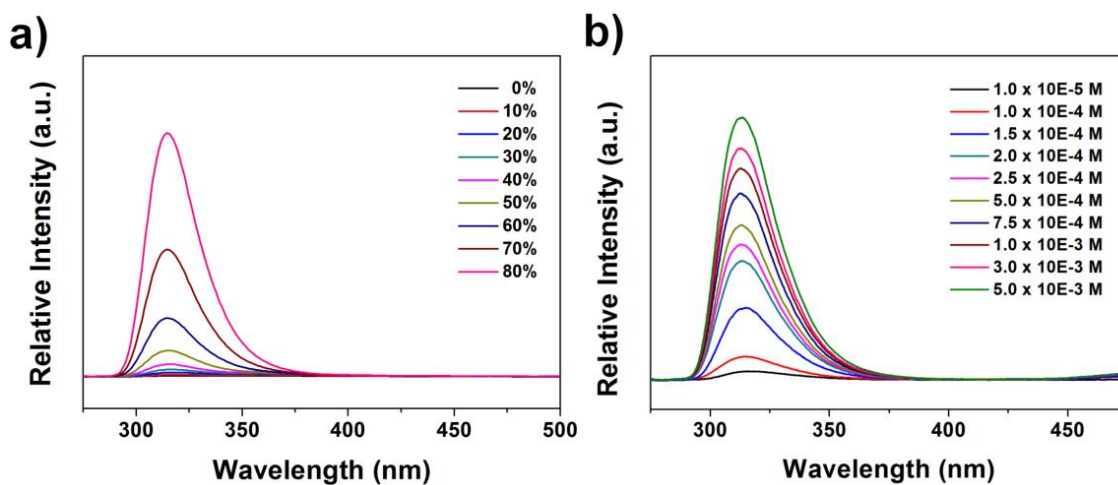 a)
Relative Intensity (a.u.)
0%
10%
20%
30%
40%
50%
60%
70%
80%
300
350
400
450
500
Wavelength (nm)
b)
Relative Intensity (a.u.)
1.0 x 10E-5 M
1.0 x 10E-4 M
1.5 x 10E-4 M
2.0 x 10E-4 M
2.5 x 10E-4 M
5.0 x 10E-4 M
7.5 x 10E-4 M
1.0 x 10E-3 M
3.0 x 10E-3 M
5.0 x 10E-3 M
300
350
400
450
Wavelength (nm)